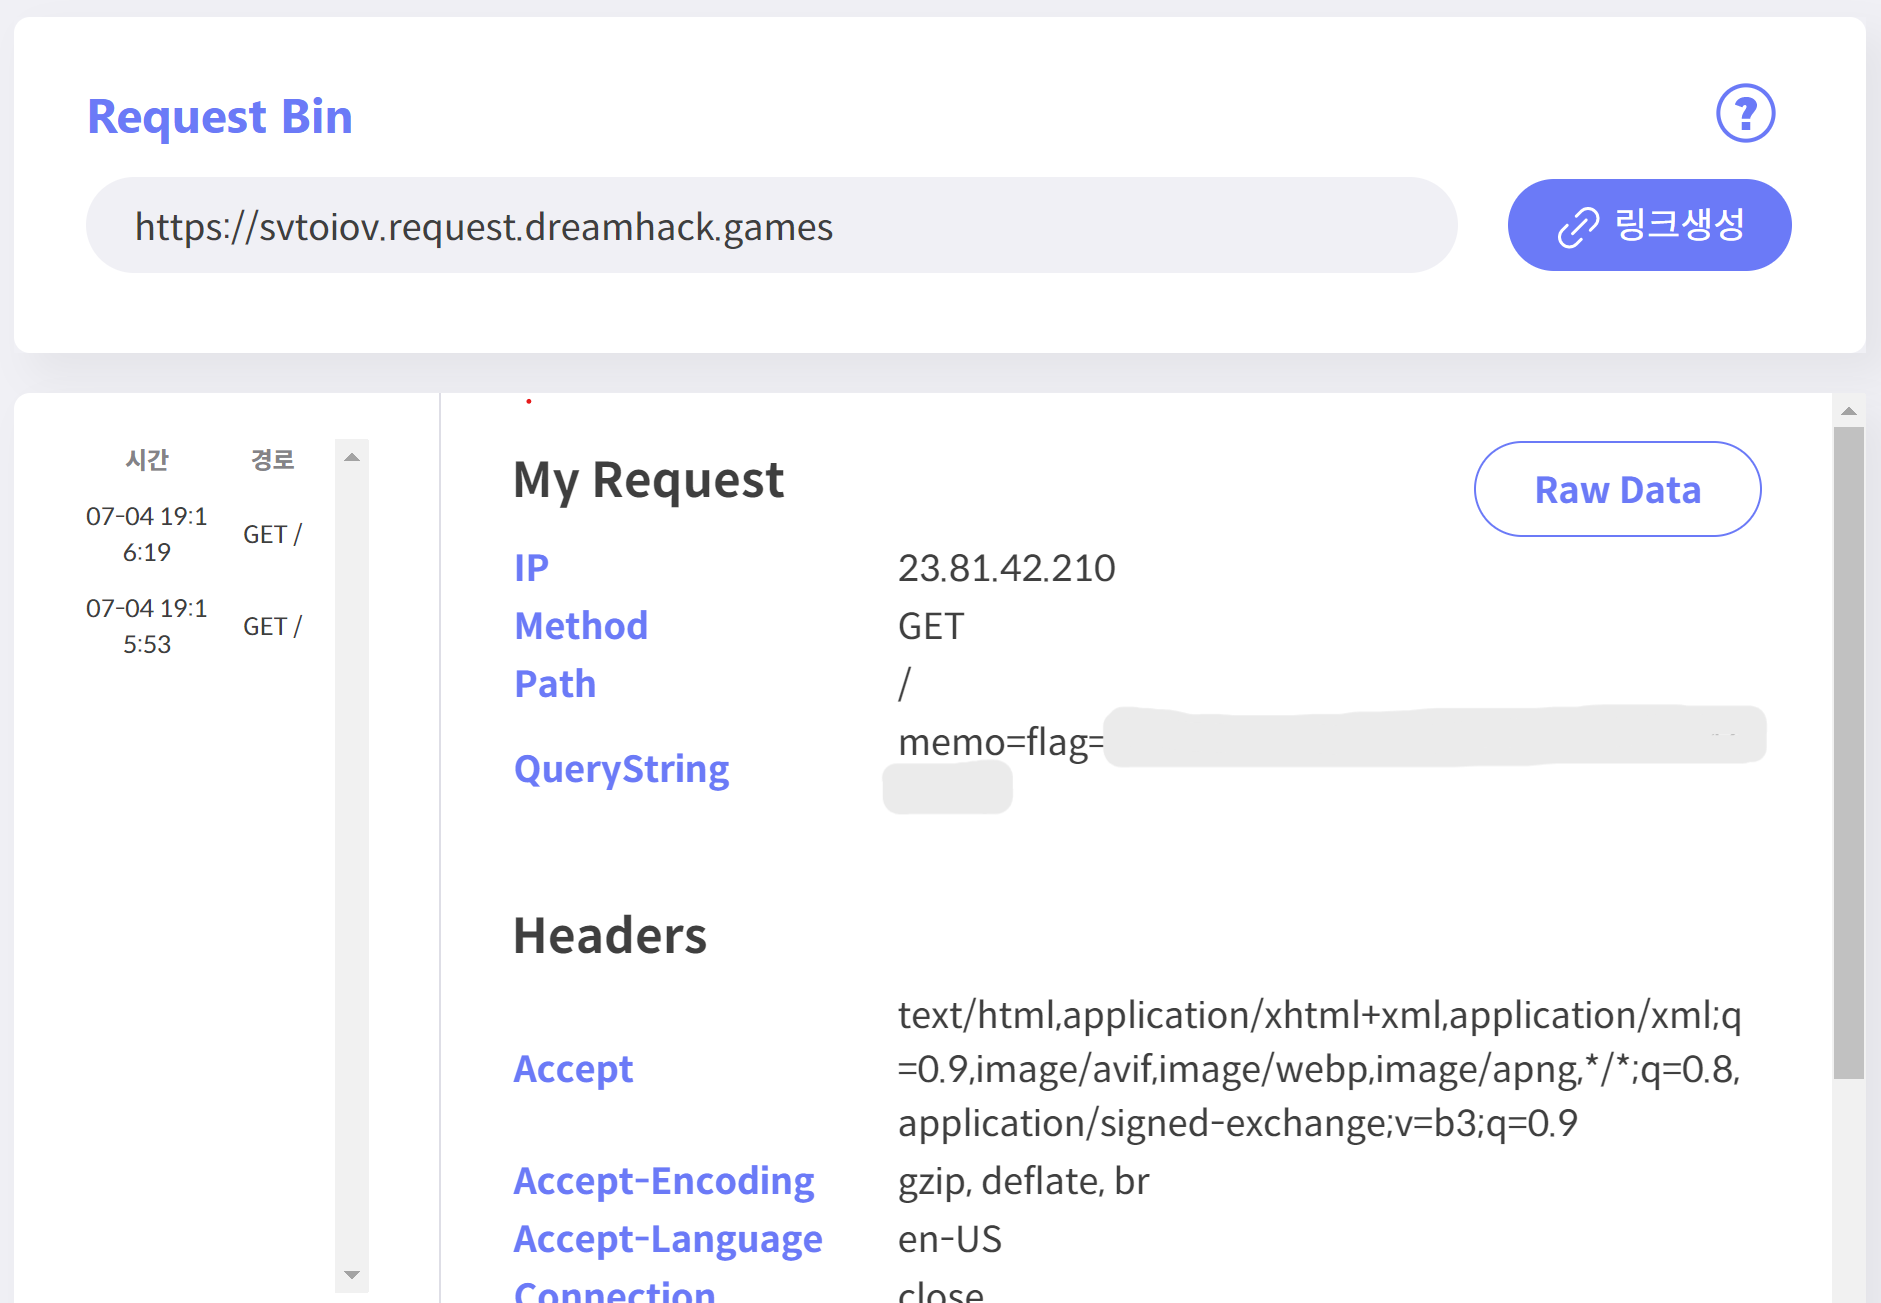 Request Bin
?
https://svtoiov.request.dreamhack.games
링크생성
시간 경로
07-04 19:1
6:19
GET /
07-04 19:1
5:53
GET /
My Request
Raw Data
IP 23.81.42.210
Method GET
Path /
QueryString memo=flag=
Headers
Accept text/html,application/xhtml+xml,application/xml;q
=0.9,image/avif,image/webp,image/apng,*/*;q=0.8,
application/signed-exchange;v=b3;q=0.9
Accept-Encoding gzip, deflate, br
Accept-Language en-US
Connection close